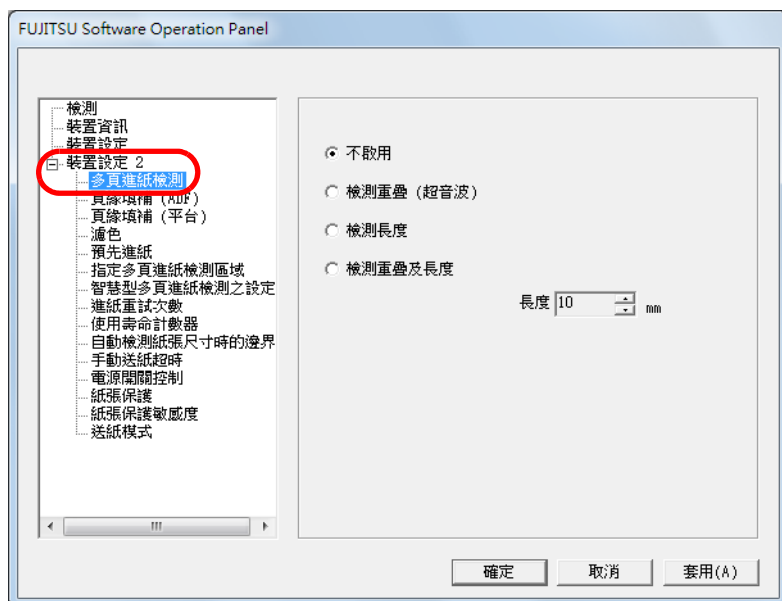 FUJITSU Software Operation Panel
檢測
裝置資訊
裝置設定
裝置設定 2
多頁進紙檢測
頁緣填補 (ADF)
頁緣填補 (平台)
濾色
預先進紙
指定多頁進紙檢測區域
智慧型多頁進紙檢測之設定
進紙重試次數
使用壽命計數器
自動檢測紙張尺寸時的邊界
手動送紙超時
電源開關控制
紙張保護
紙張保護敏感度
送紙模式
不啟用
檢測重疊 (超音波)
檢測長度
檢測重疊及長度
長度 10 mm
確定 取消 套用(A)